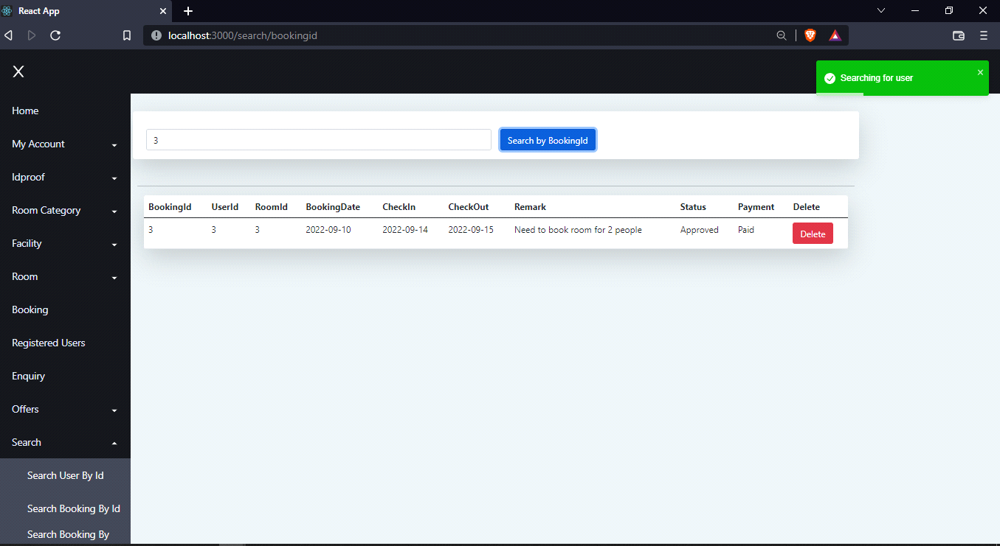 React App
localhost:3000/search/bookingid
Searching for user
Home
My Account
Idproof
Room Category
Facility
Room
Booking
Registered Users
Enquiry
Offers
Search
Search User By Id
Search Booking By Id
Search Booking By
3 Search by BookingId
BookingId UserId RoomId BookingDate CheckIn CheckOut Remark Status Payment Delete
3 3 3 2022-09-10 2022-09-14 2022-09-15 Need to book room for 2 people Approved Paid Delete